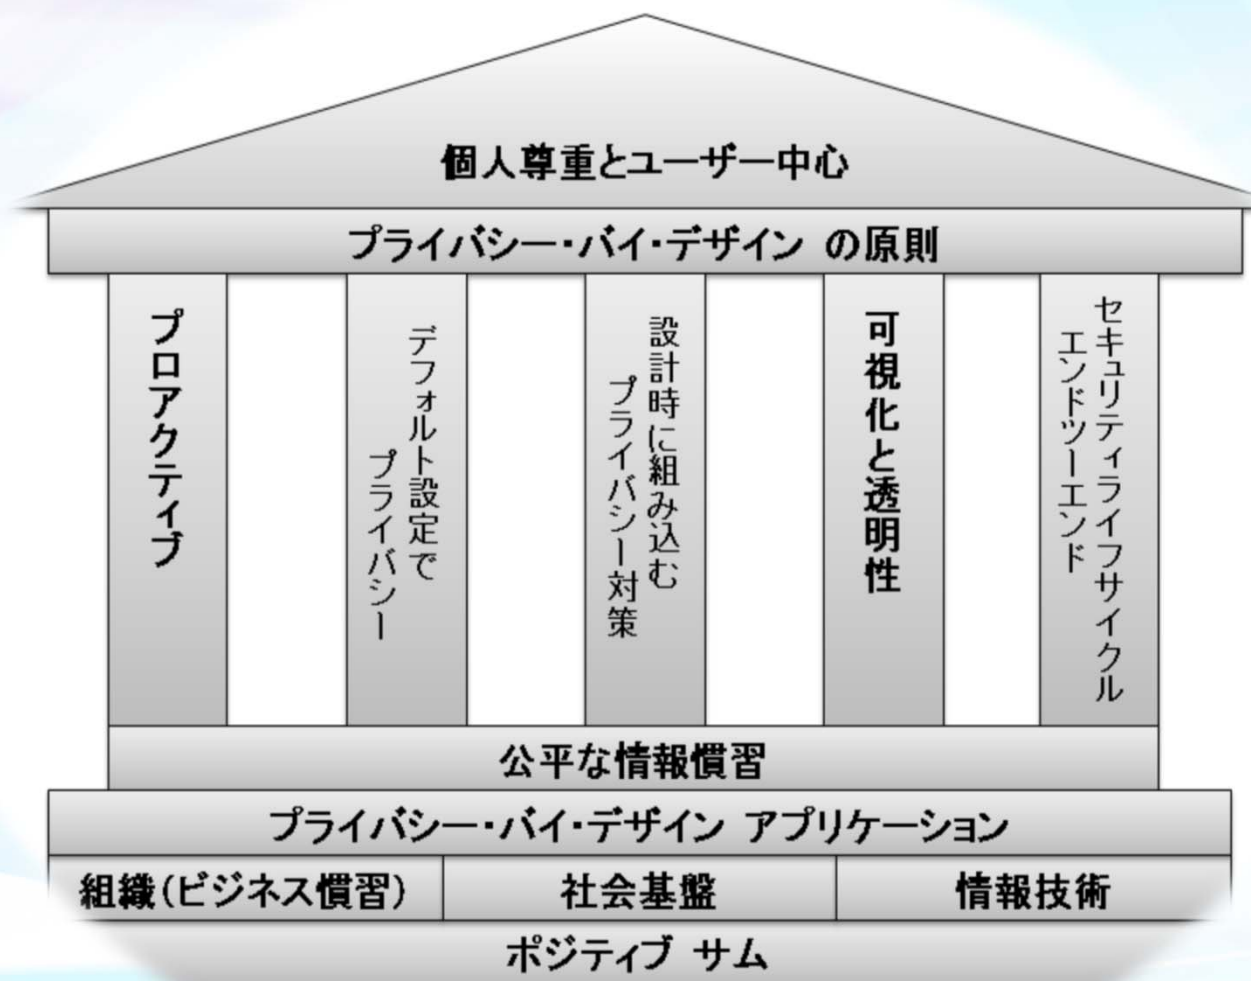 個人尊重とユーザー中心
プライバシー・バイ・デザイン の原則
プロアクティブ
デフォルト設定で
プライバシー
設計時に組み込む
プライバシー対策
可視化と透明性
セキュリティライフサイクル
エンドツーエンド
公平な情報慣習
プライバシー・バイ・デザイン アプリケーション
組織(ビジネス慣習)
社会基盤
情報技術
ポジティブ サム